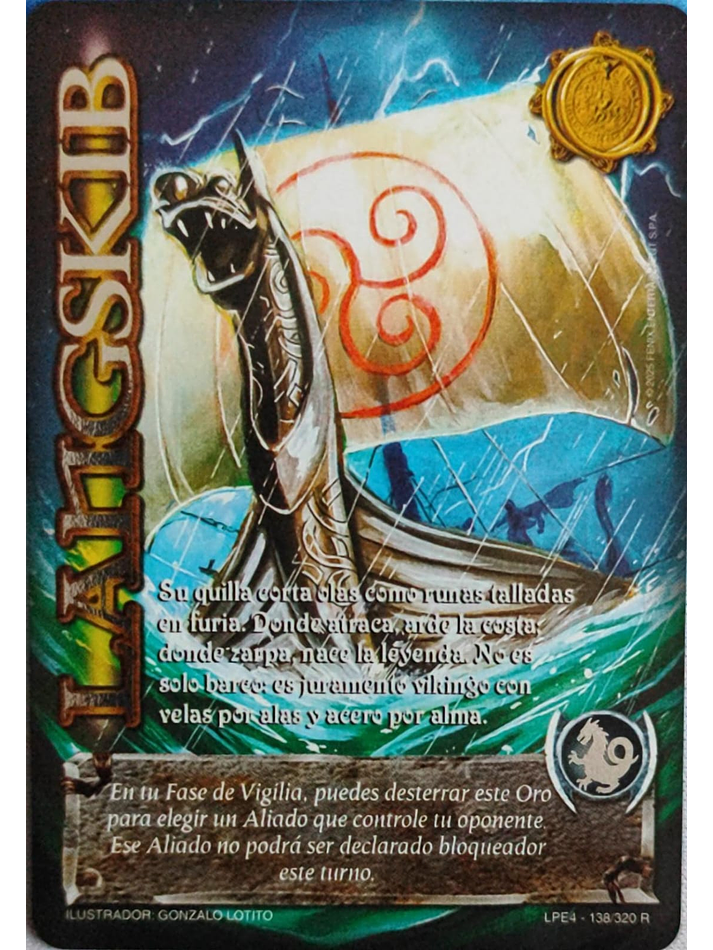 LANGSKIB
© 2025 FENIX ENTERTAINMENT S.P.A.
Su quilla corta olas como runas talladas
en furia. Donde atraca, arde la costa;
donde zarpa, nace la leyenda. No es
solo barco: es juramento vikingo con
velas por alas y acero por alma.
En tu Fase de Vigilia, puedes desterrar este Oro
para elegir un Aliado que controle tu oponente.
Ese Aliado no podrá ser declarado bloqueador
este turno.
ILUSTRADOR: GONZALO LOTITO
LPE4 - 138/320 R